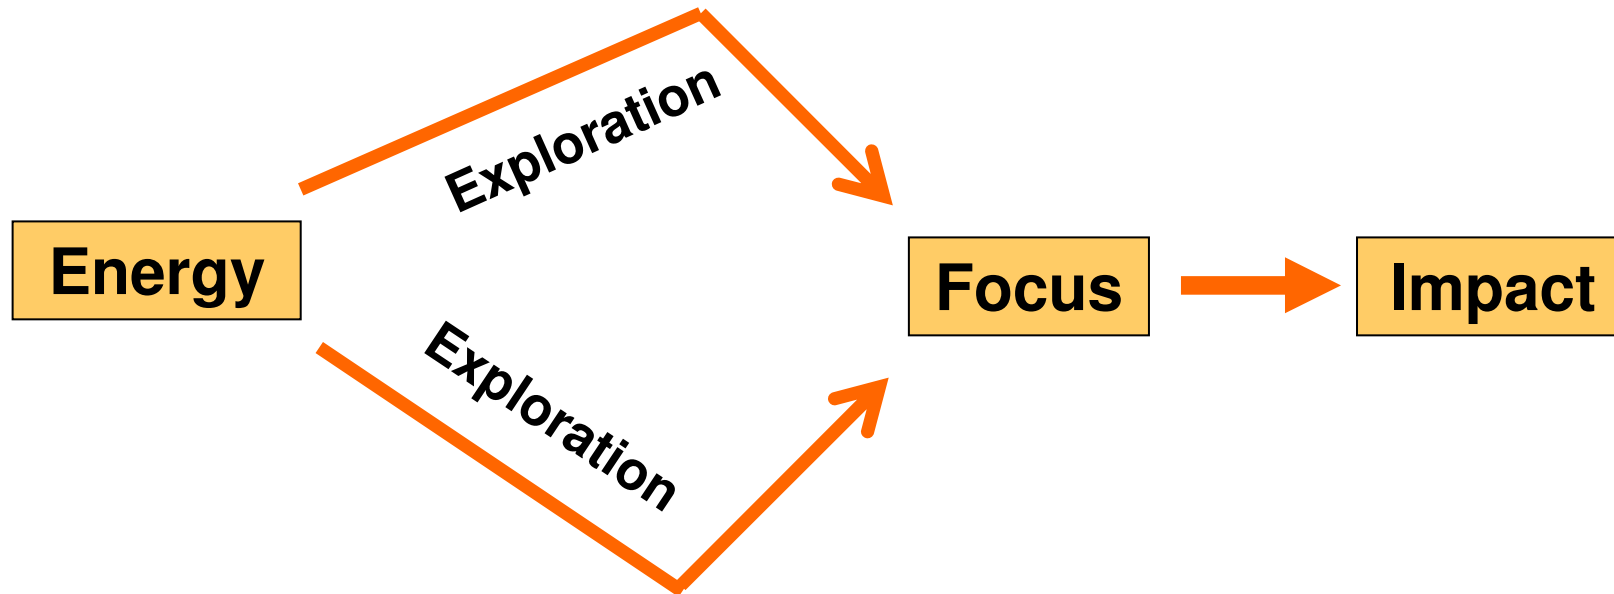 Exploration
Energy
Focus
Impact
Exploration